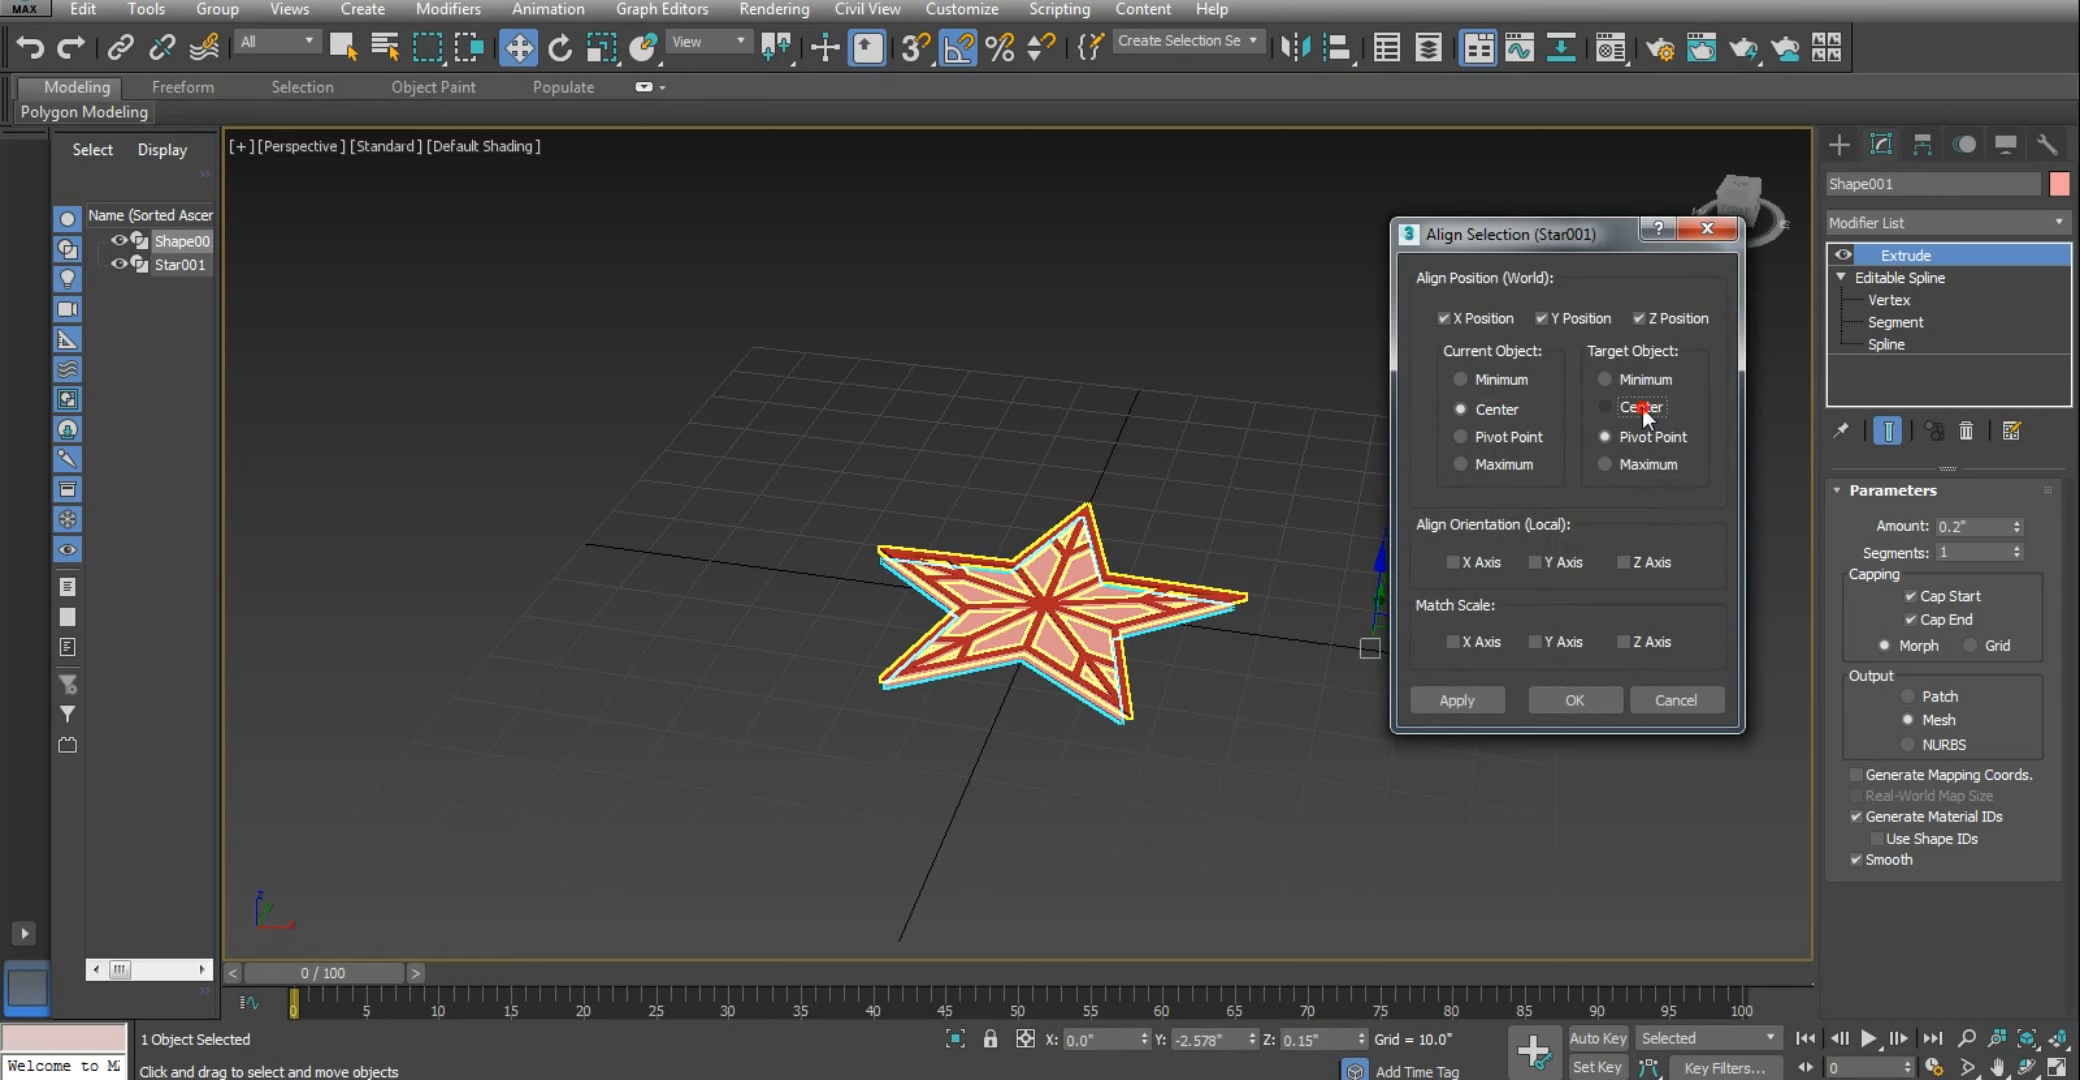 MAX Edit Tools Group Views Create Modifiers Animation Graph Editors Rendering Civil View Customize Scripting Content Help
All View 3 Create Selection Se
Modeling Freeform Selection Object Paint Populate
Polygon Modeling
Select Display
Name (Sorted Ascer
Shape00
Star001
[+] [Perspective ] [Standard ] [Default Shading ]
3 Align Selection (Star001) ?
Align Position (World):
X Position Y Position Z Position
Current Object: Target Object:
Minimum Minimum
Center Center
Pivot Point Pivot Point
Maximum Maximum
Align Orientation (Local):
X Axis Y Axis Z Axis
Match Scale:
X Axis Y Axis Z Axis
Apply OK Cancel
Shape001
Modifier List
Extrude
Editable Spline
Vertex
Segment
Spline
Parameters
Amount: 0.2"
Segments: 1
Capping
Cap Start
Cap End
Morph Grid
Output
Patch
Mesh
NURBS
Generate Mapping Coords.
Real-World Map Size
Generate Material IDs
Use Shape IDs
Smooth
z
< 0 / 100 >
0 5 10 15 20 25 30 35 40 45 50 55 60 65 70 75 80 85 90 95 100
1 Object Selected X: 0.0" Y: -2.578" Z: 0.15" Grid = 10.0" Auto Key Selected
Welcome to M Click and drag to select and move objects Add Time Tag Set Key Key Filters... 0